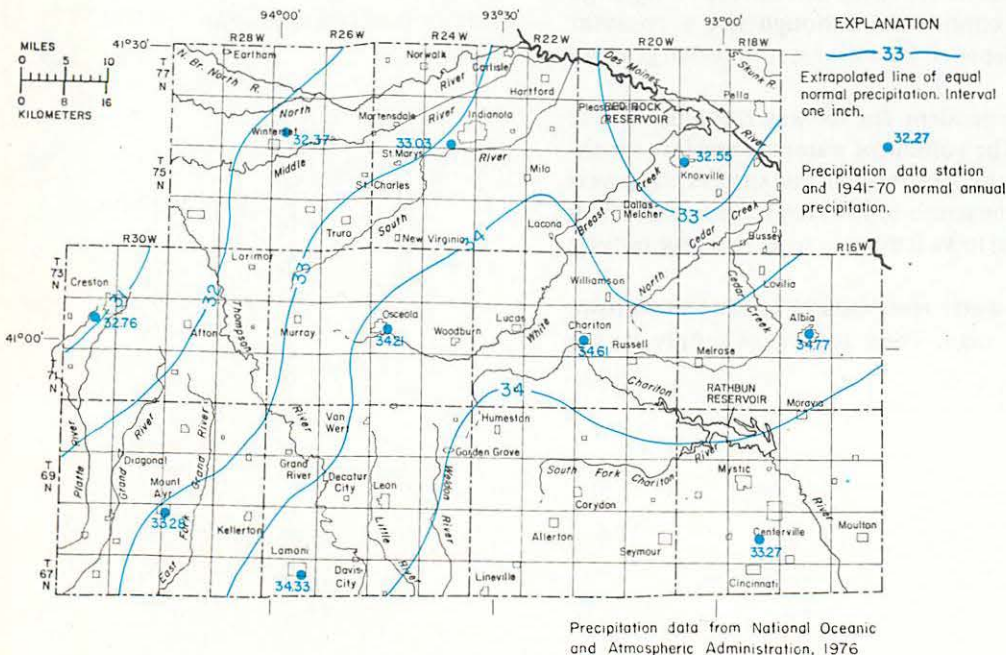 94°00'
93°30'
93°00'
41°30'
R28W
R26W
R24W
R22W
R20W
R18W
EXPLANATION
33
Extrapolated line of equal
normal precipitation. Interval
one inch.
32.27
Precipitation data station
and 1941-70 normal annual
precipitation.
MILES
0 5 10
0 8 16
KILOMETERS
T
77
N
Earlham
N. Br. North R.
Norwalk
Carlisle
Des Moines
River
S. Skunk R.
Pella
Hartford
Pleas
RED ROCK
RESERVOIR
North
River
Martensdale
River
Indianola
Winterset
32.37
33.03
Middle
St. Marys
River
T
75
N
St. Charles
Milo
32.55
Knoxville
Creek
Dallas-
Melcher
33
Creek
Truro
South
New Virginia
34
Lacona
Breast
Cedar
Bussey
R30W
R16W
T
73
N
Lorimor
33
North
Cedar
Creek
Lovilia
Creston
32.76
32
Thompson
Williamson
Afton
Murray
Osceola
34.21
Woodburn
Lucas
White
Chariton
34.61
Russell
Albia
34.77
41°00'
T
71
N
Melrose
34
Chariton
RATHBUN
RESERVOIR
Moravia
River
Platte
River
Grand
River
Grand
River
Van
Wert
Humeston
Garden Grove
River
T
69
N
Diagonal
Mount
Ayr
33.28
Grand
River
Decatur
City
Leon
Weldon
River
South
Fork
Chariton
Mystic
Corydon
Fork
East
Kellerton
Little
River
Allerton
Seymour
Centerville
33.27
River
Moulton
T
67
N
Lamoni
34.33
Davis
City
Lineville
Cincinnati
Precipitation data from National Oceanic
and Atmospheric Administration, 1976